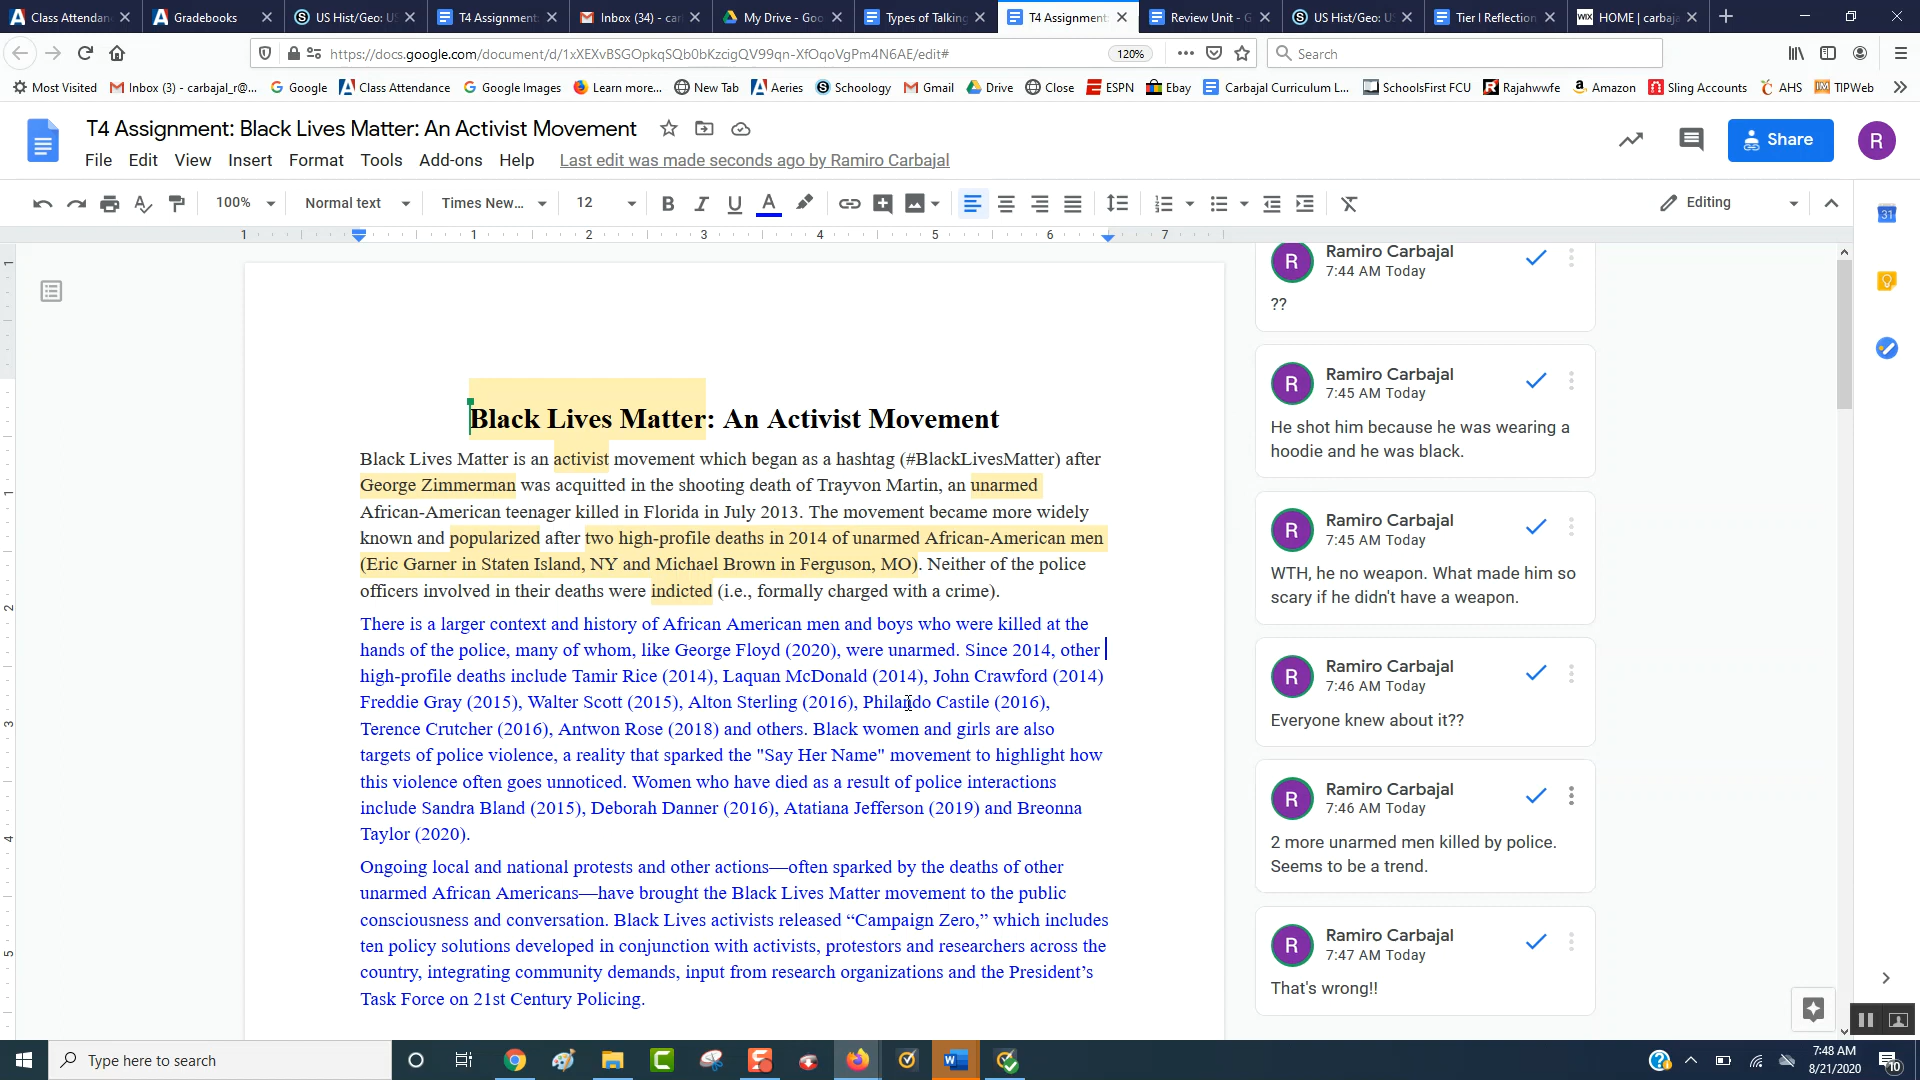 Class Attendan
Gradebooks
US Hist/Geo: U
T4 Assignment
Inbox (34) - car
My Drive - Goo
Types of Talking
T4 Assignment
Review Unit - G
US Hist/Geo: U
Tier I Reflection
WIX HOME | carbaja
https://docs.google.com/document/d/1xXEXvBSGOpkqSQb0bKzcigQV99qn-XfOqoVgPm4N6AE/edit#
120%
Search
Most Visited
Inbox (3) - carbajal_r@...
Google
Class Attendance
Google Images
Learn more...
New Tab
Aeries
Schoology
Gmail
Drive
Close
ESPN
Ebay
Carbajal Curriculum L...
SchoolsFirst FCU
Rajahwwfe
Amazon
Sling Accounts
AHS
TIPWeb
T4 Assignment: Black Lives Matter: An Activist Movement
Share
R
File Edit View Insert Format Tools Add-ons Help Last edit was made seconds ago by Ramiro Carbajal
100% Normal text Times New... 12 B I U A Editing
31
1 1 2 3 4 5 6 7
1
1
2
3
4
5
Black Lives Matter: An Activist Movement
Black Lives Matter is an activist movement which began as a hashtag (#BlackLivesMatter) after
George Zimmerman was acquitted in the shooting death of Trayvon Martin, an unarmed
African-American teenager killed in Florida in July 2013. The movement became more widely
known and popularized after two high-profile deaths in 2014 of unarmed African-American men
(Eric Garner in Staten Island, NY and Michael Brown in Ferguson, MO). Neither of the police
officers involved in their deaths were indicted (i.e., formally charged with a crime).
There is a larger context and history of African American men and boys who were killed at the
hands of the police, many of whom, like George Floyd (2020), were unarmed. Since 2014, other
high-profile deaths include Tamir Rice (2014), Laquan McDonald (2014), John Crawford (2014)
Freddie Gray (2015), Walter Scott (2015), Alton Sterling (2016), Philando Castile (2016),
Terence Crutcher (2016), Antwon Rose (2018) and others. Black women and girls are also
targets of police violence, a reality that sparked the "Say Her Name" movement to highlight how
this violence often goes unnoticed. Women who have died as a result of police interactions
include Sandra Bland (2015), Deborah Danner (2016), Atatiana Jefferson (2019) and Breonna
Taylor (2020).
Ongoing local and national protests and other actions—often sparked by the deaths of other
unarmed African Americans—have brought the Black Lives Matter movement to the public
consciousness and conversation. Black Lives activists released “Campaign Zero,” which includes
ten policy solutions developed in conjunction with activists, protestors and researchers across the
country, integrating community demands, input from research organizations and the President’s
Task Force on 21st Century Policing.
R
Ramiro Carbajal
7:44 AM Today
??
R
Ramiro Carbajal
7:45 AM Today
He shot him because he was wearing a
hoodie and he was black.
R
Ramiro Carbajal
7:45 AM Today
WTH, he no weapon. What made him so
scary if he didn't have a weapon.
R
Ramiro Carbajal
7:46 AM Today
Everyone knew about it??
R
Ramiro Carbajal
7:46 AM Today
2 more unarmed men killed by police.
Seems to be a trend.
R
Ramiro Carbajal
7:47 AM Today
That's wrong!!
Type here to search
7:48 AM
8/21/2020
10